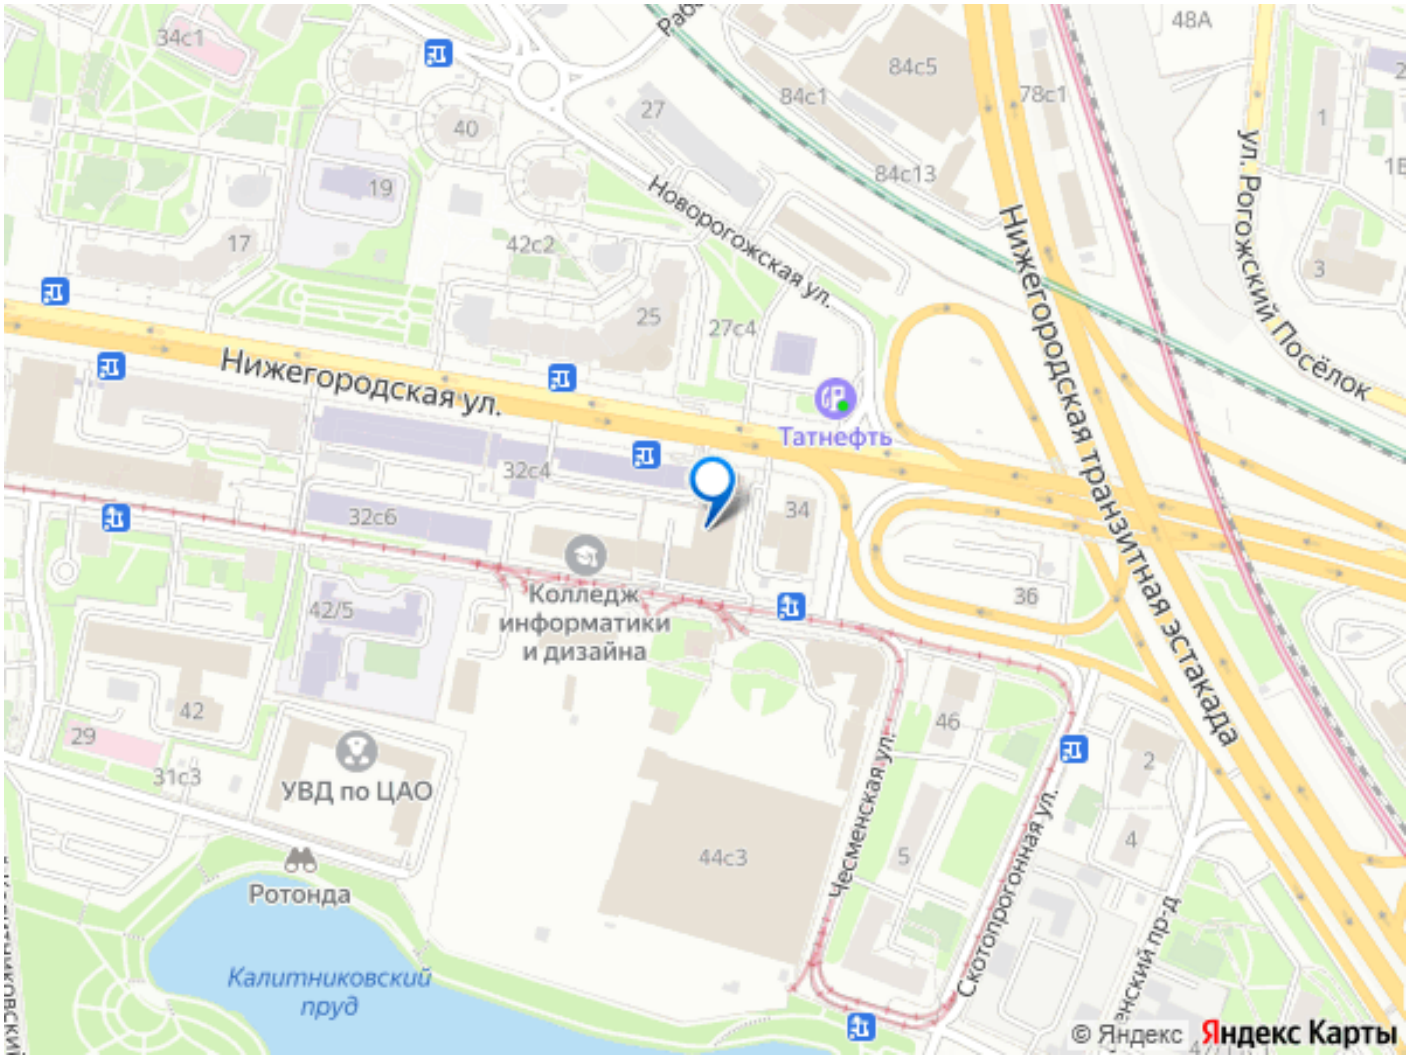 34с1
48А
84с5
84с1
78с1
27
40
1
84с13
19
Новорогожская ул.
ул. Рогожский Посёлок
17
42с2
3
25
27с4
Нижегородская ул.
Нижегородская транзитная эстакада
Татнефть
32с4
32с6
34
Колледж
информатики
и дизайна
36
42/5
42
46
29
31с3
УВД по ЦАО
2
4
44с3
5
Чесменская ул.
Скотопрогонная ул.
Ротонда
Калитниковский
пруд
© Яндекс
Яндекс Карты